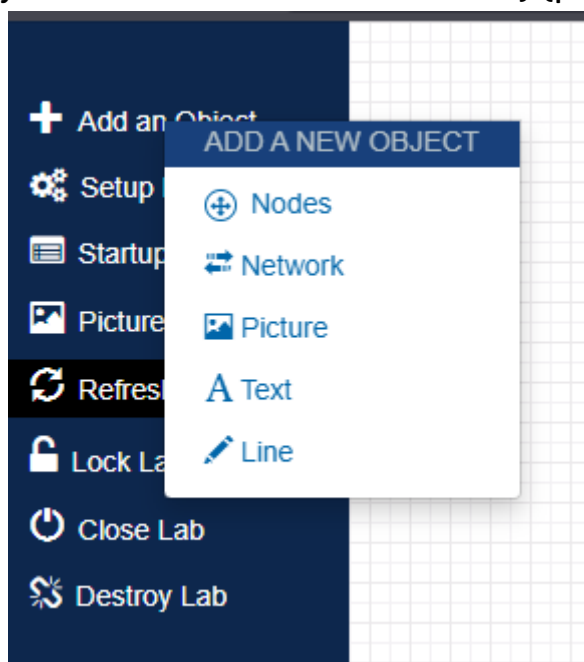 Add an Object
ADD A NEW OBJECT
Setup
Nodes
Startup
Network
Picture
Picture
Refresh
Text
Lock La
Line
Close Lab
Destroy Lab